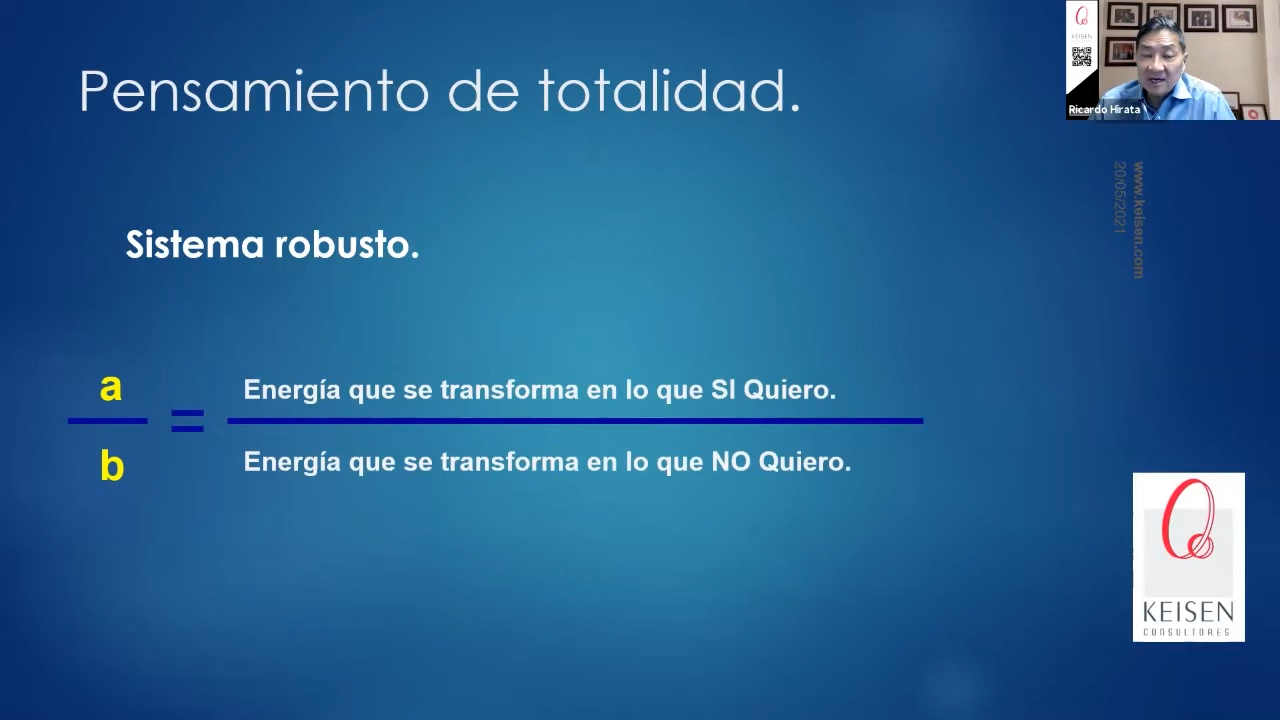 Pensamiento de totalidad.
KEISEN
Ricardo Hirata
www.keisen.com
20/05/2021
Sistema robusto.
a
=
Energía que se transforma en lo que SI Quiero.
b
Energía que se transforma en lo que NO Quiero.
KEISEN
CONSULTORES